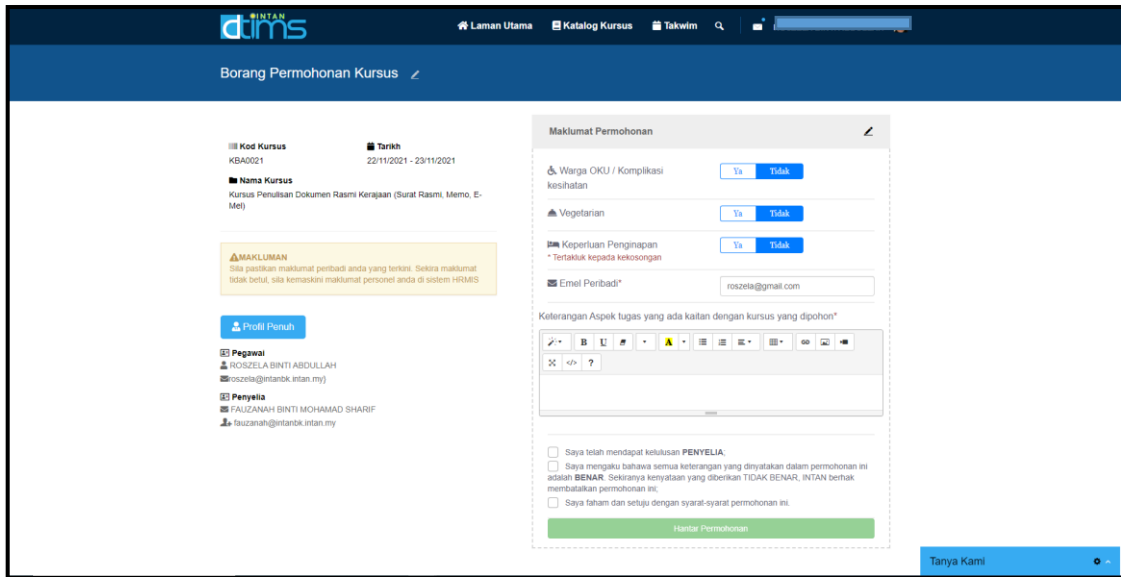 INTAN
dtims
Laman Utama
Katalog Kursus
Takwim
Borang Permohonan Kursus
Kod Kursus
Tarikh
KBA0021
22/11/2021 - 23/11/2021
Nama Kursus
Kursus Penulisan Dokumen Rasmi Kerajaan (Surat Rasmi, Memo, E-
Mel)
MAKLUMAN
Sila pastikan maklumat peribadi anda yang terkini. Sekira maklumat
tidak betul, sila kemaskini maklumat personel anda di sistem HRMIS
Profil Penuh
Pegawai
ROSZELA BINTI ABDULLAH
roszela@intanbk.intan.my)
Penyelia
FAUZANAH BINTI MOHAMAD SHARIF
fauzanah@intanbk.intan.my
Maklumat Permohonan
Warga OKU / Komplikasi
kesihatan
Ya Tidak
Vegetarian
Ya Tidak
Keperluan Penginapan
* Tertakluk kepada kekosongan
Ya Tidak
Emel Peribadi*
roszela@gmail.com
Keterangan Aspek tugas yang ada kaitan dengan kursus yang dipohon*
B U A
</> ?
Saya telah mendapat kelulusan PENYELIA;
Saya mengaku bahawa semua keterangan yang dinyatakan dalam permohonan ini
adalah BENAR. Sekiranya kenyataan yang diberikan TIDAK BENAR, INTAN berhak
membatalkan permohonan ini;
Saya faham dan setuju dengan syarat-syarat permohonan ini.
Hantar Permohonan
Tanya Kami